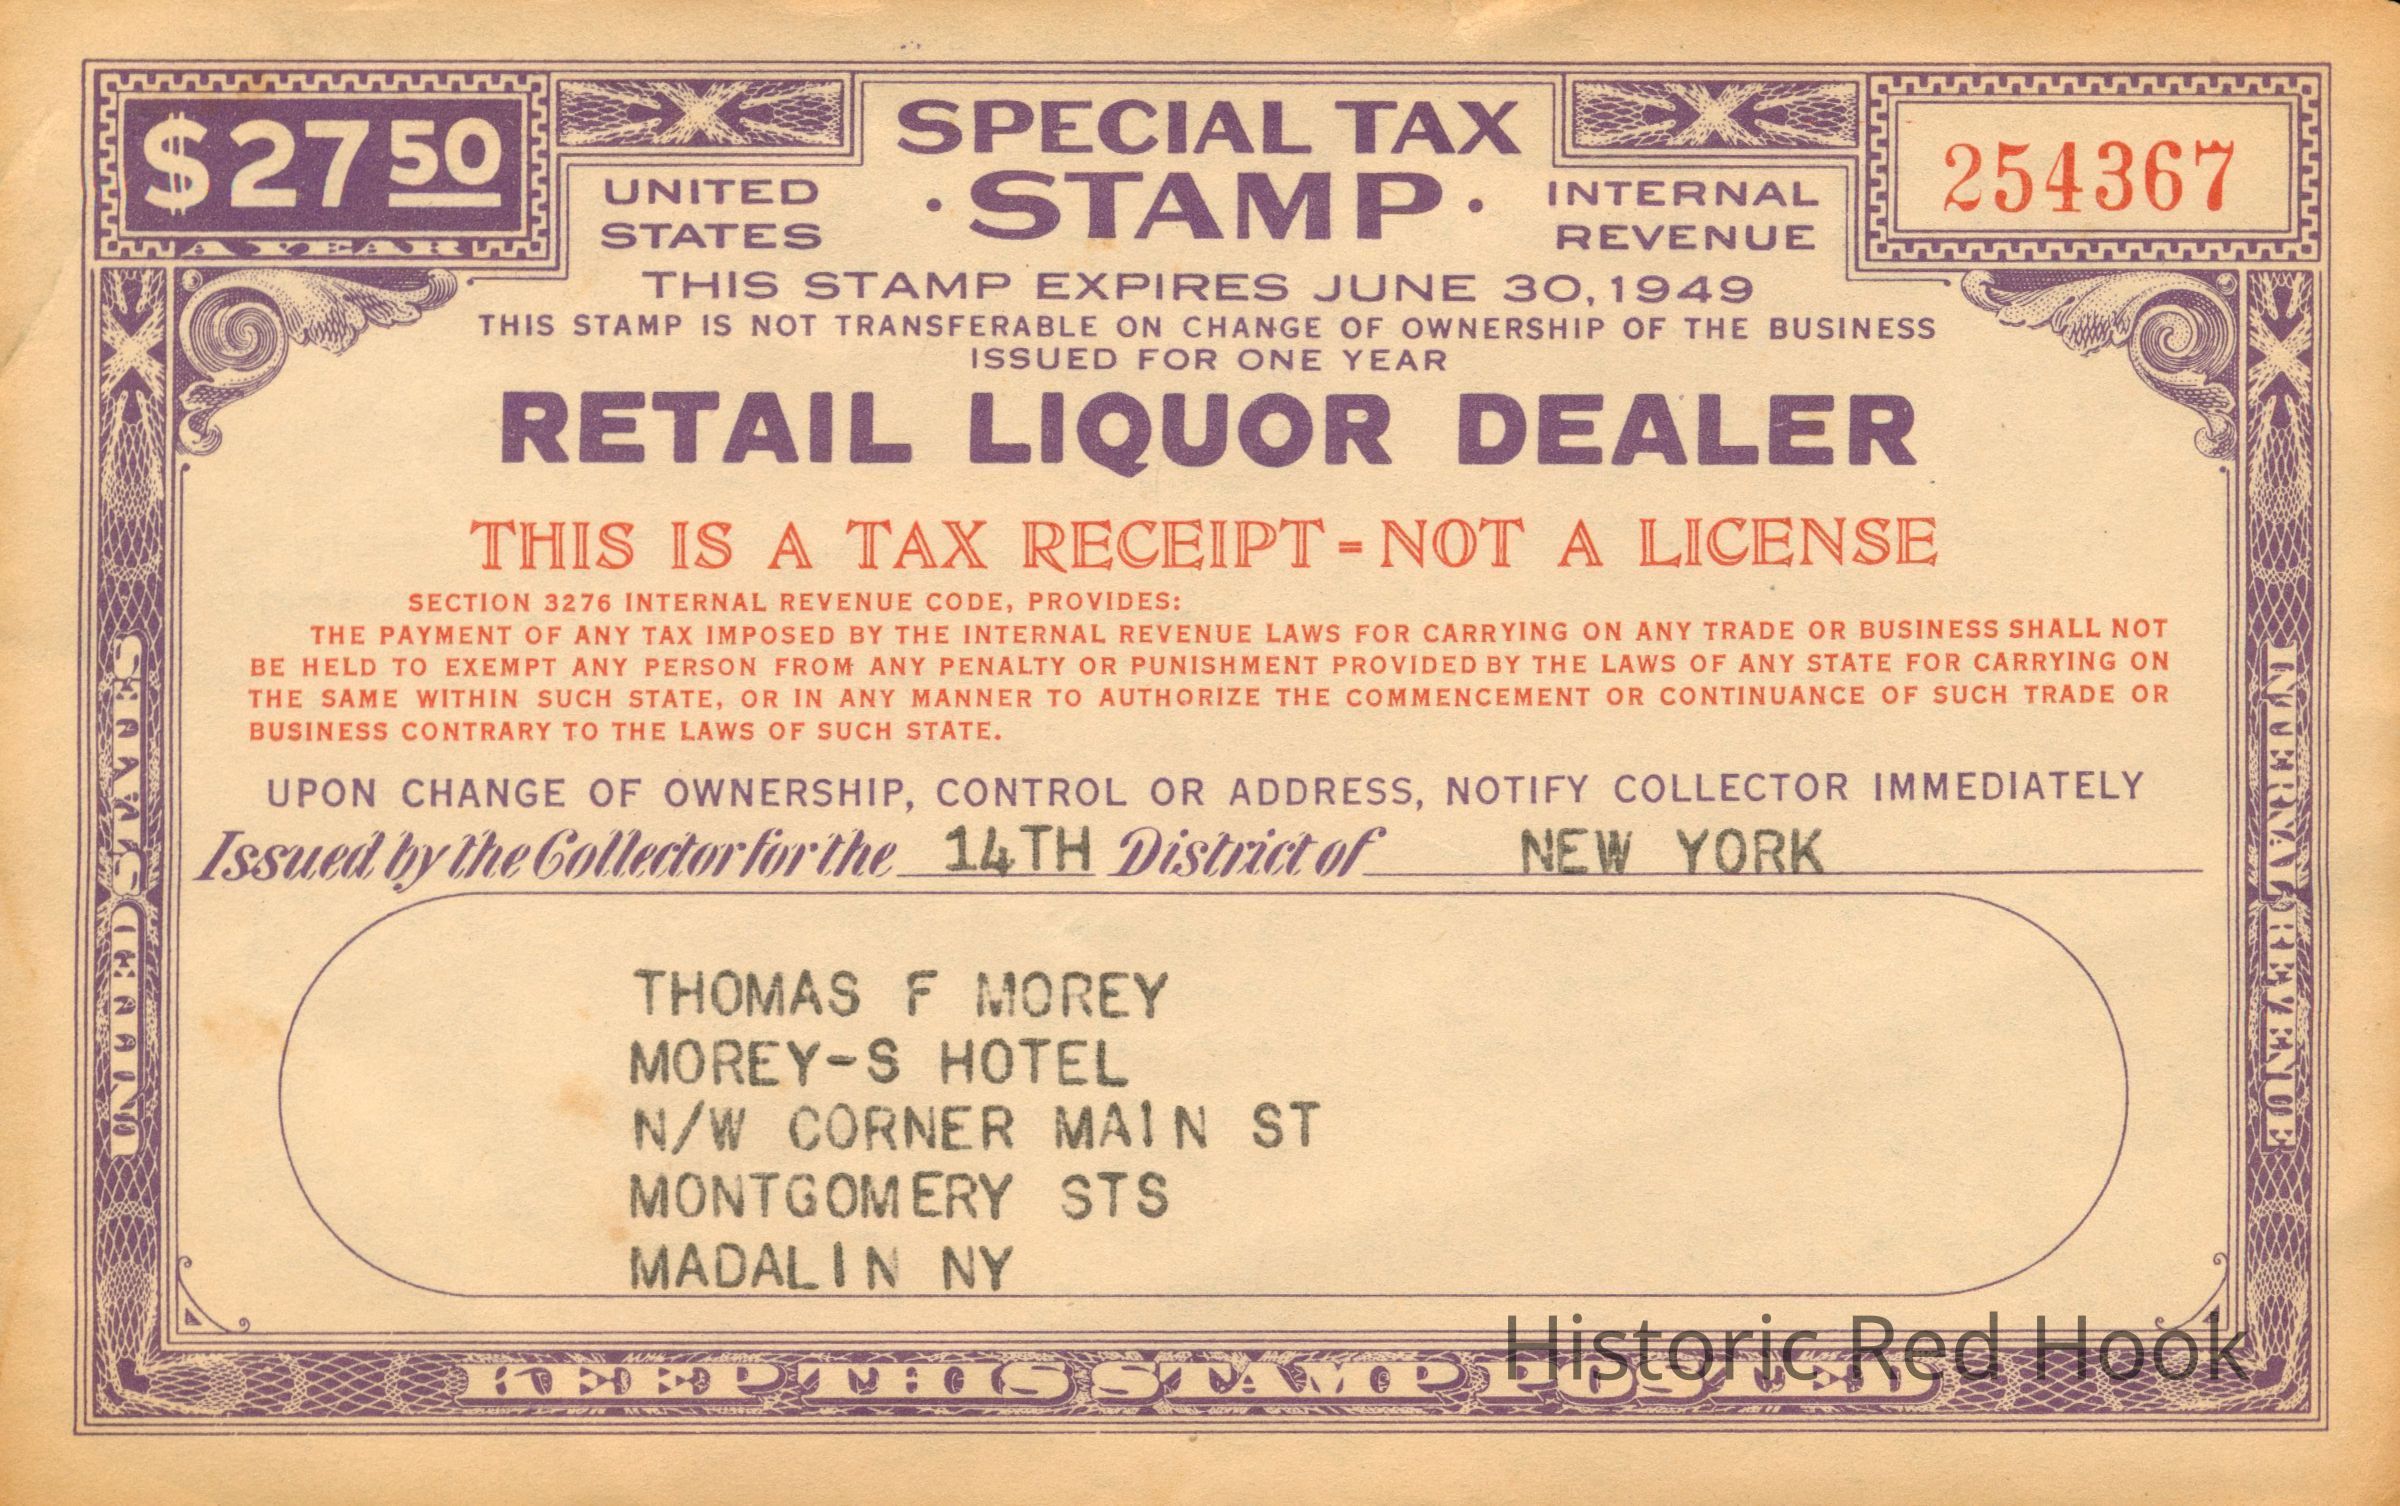 $27 50
A YEAR
SPECIAL TAX
· STAMP ·
UNITED
STATES
INTERNAL
REVENUE
254367
THIS STAMP EXPIRES JUNE 30, 1949
THIS STAMP IS NOT TRANSFERABLE ON CHANGE OF OWNERSHIP OF THE BUSINESS
ISSUED FOR ONE YEAR
RETAIL LIQUOR DEALER
THIS IS A TAX RECEIPT = NOT A LICENSE
SECTION 3276 INTERNAL REVENUE CODE, PROVIDES:
THE PAYMENT OF ANY TAX IMPOSED BY THE INTERNAL REVENUE LAWS FOR CARRYING ON ANY TRADE OR BUSINESS SHALL NOT
BE HELD TO EXEMPT ANY PERSON FROM ANY PENALTY OR PUNISHMENT PROVIDED BY THE LAWS OF ANY STATE FOR CARRYING ON
THE SAME WITHIN SUCH STATE, OR IN ANY MANNER TO AUTHORIZE THE COMMENCEMENT OR CONTINUANCE OF SUCH TRADE OR
BUSINESS CONTRARY TO THE LAWS OF SUCH STATE.
UPON CHANGE OF OWNERSHIP, CONTROL OR ADDRESS, NOTIFY COLLECTOR IMMEDIATELY
Issued by the Collector for the 14TH District of NEW YORK
UNITED STATES
INTERNAL REVENUE
THOMAS F MOREY
MOREY-S HOTEL
N/W CORNER MAIN ST
MONTGOMERY STS
MADALIN NY
KEEP THIS STAMP POSTED
Historic Red Hook